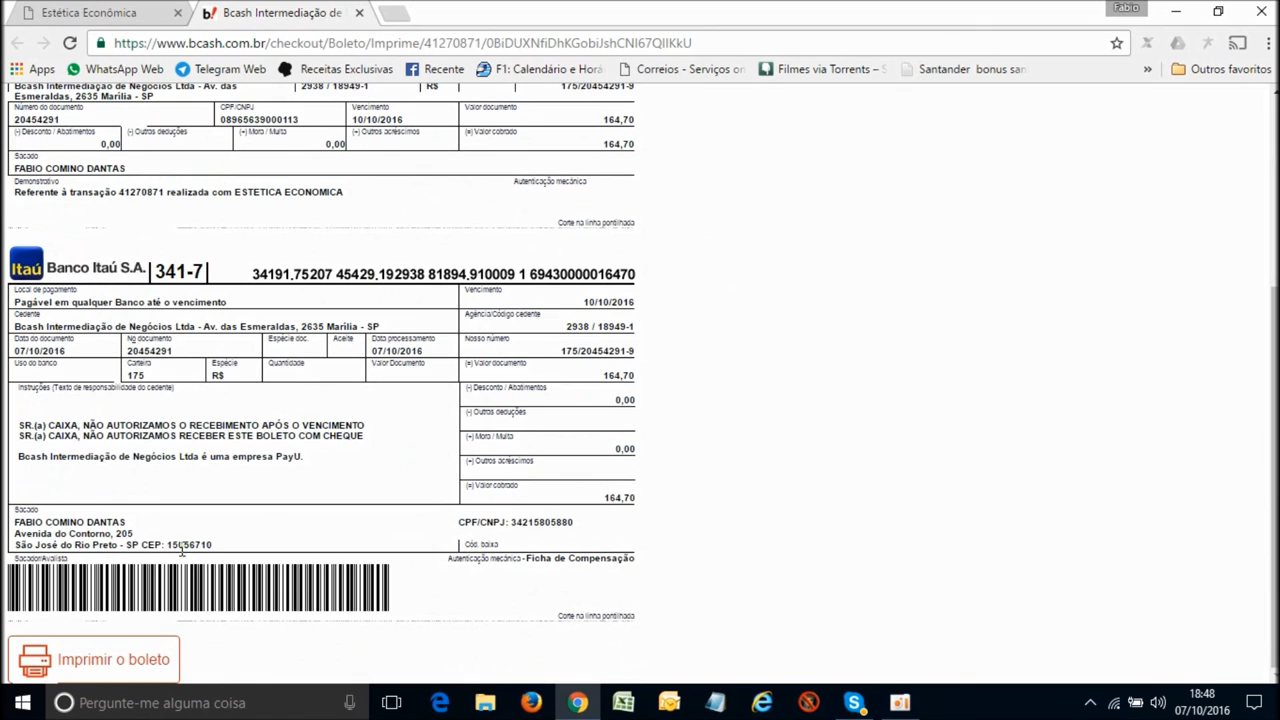 Estética Econômica
Bcash Intermediação de
Fabio
https://www.bcash.com.br/checkout/Boleto/Imprime/41270871/0BiDUXNfiDhKGobiJshCNI67QIIKkU
Apps WhatsApp Web Telegram Web Receitas Exclusivas Recente F1: Calendário e Horá Correios - Serviços on Filmes via Torrents – S Santander bonus san » Outros favoritos
Bcash Intermediação de Negócios Ltda - Av. das 2938 / 18949-1 R$ 175/20454291-9
Esmeraldas, 2635 Marília - SP
Número do documento CPF/CNPJ Vencimento Valor documento
20454291 08965639000113 10/10/2016 164,70
(-) Desconto / Abatimentos (-) Outras deduções (+) Mora / Multa (+) Outros acréscimos (=) Valor cobrado
0,00 0,00 164,70
Sacado
FABIO COMINO DANTAS
Demonstrativo Autenticação mecânica
Referente à transação 41270871 realizada com ESTETICA ECONOMICA
Corte na linha pontilhada
Itaú Banco Itaú S.A. 341-7 34191.75207 45429.192938 81894.910009 1 69430000016470
Local de pagamento Vencimento
Pagável em qualquer Banco até o vencimento 10/10/2016
Cedente Agência/Código cedente
Bcash Intermediação de Negócios Ltda - Av. das Esmeraldas, 2635 Marília - SP 2938 / 18949-1
Data do documento No documento Espécie doc. Aceite Data processamento Nosso número
07/10/2016 20454291 07/10/2016 175/20454291-9
Uso do banco Carteira Espécie Quantidade Valor Documento (=) Valor documento
175 R$ 164,70
Instruções (Texto de responsabilidade do cedente) (-) Desconto / Abatimentos
0,00
(-) Outras deduções
SR.(a) CAIXA, NÃO AUTORIZAMOS O RECEBIMENTO APÓS O VENCIMENTO
SR.(a) CAIXA, NÃO AUTORIZAMOS RECEBER ESTE BOLETO COM CHEQUE (+) Mora / Multa
0,00
Bcash Intermediação de Negócios Ltda é uma empresa PayU.
(+) Outros acréscimos
(=) Valor cobrado
164,70
Sacado
FABIO COMINO DANTAS CPF/CNPJ: 34215805880
Avenida do Contorno, 205
São José do Rio Preto - SP CEP: 15056710 Cód. baixa
Sacador/Avalista Autenticação mecânica - Ficha de Compensação
Corte na linha pontilhada
Imprimir o boleto
Pergunte-me alguma coisa
18:48
07/10/2016